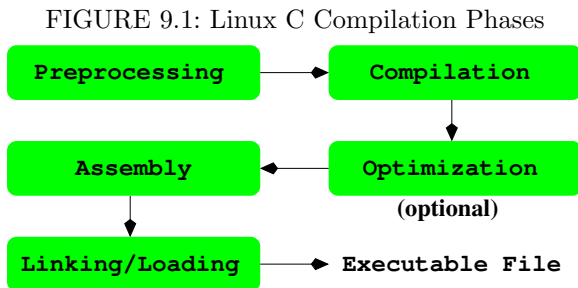 FIGURE 9.1: Linux C Compilation Phases
Preprocessing
Compilation
Assembly
Optimization
(optional)
Linking/Loading
Executable File